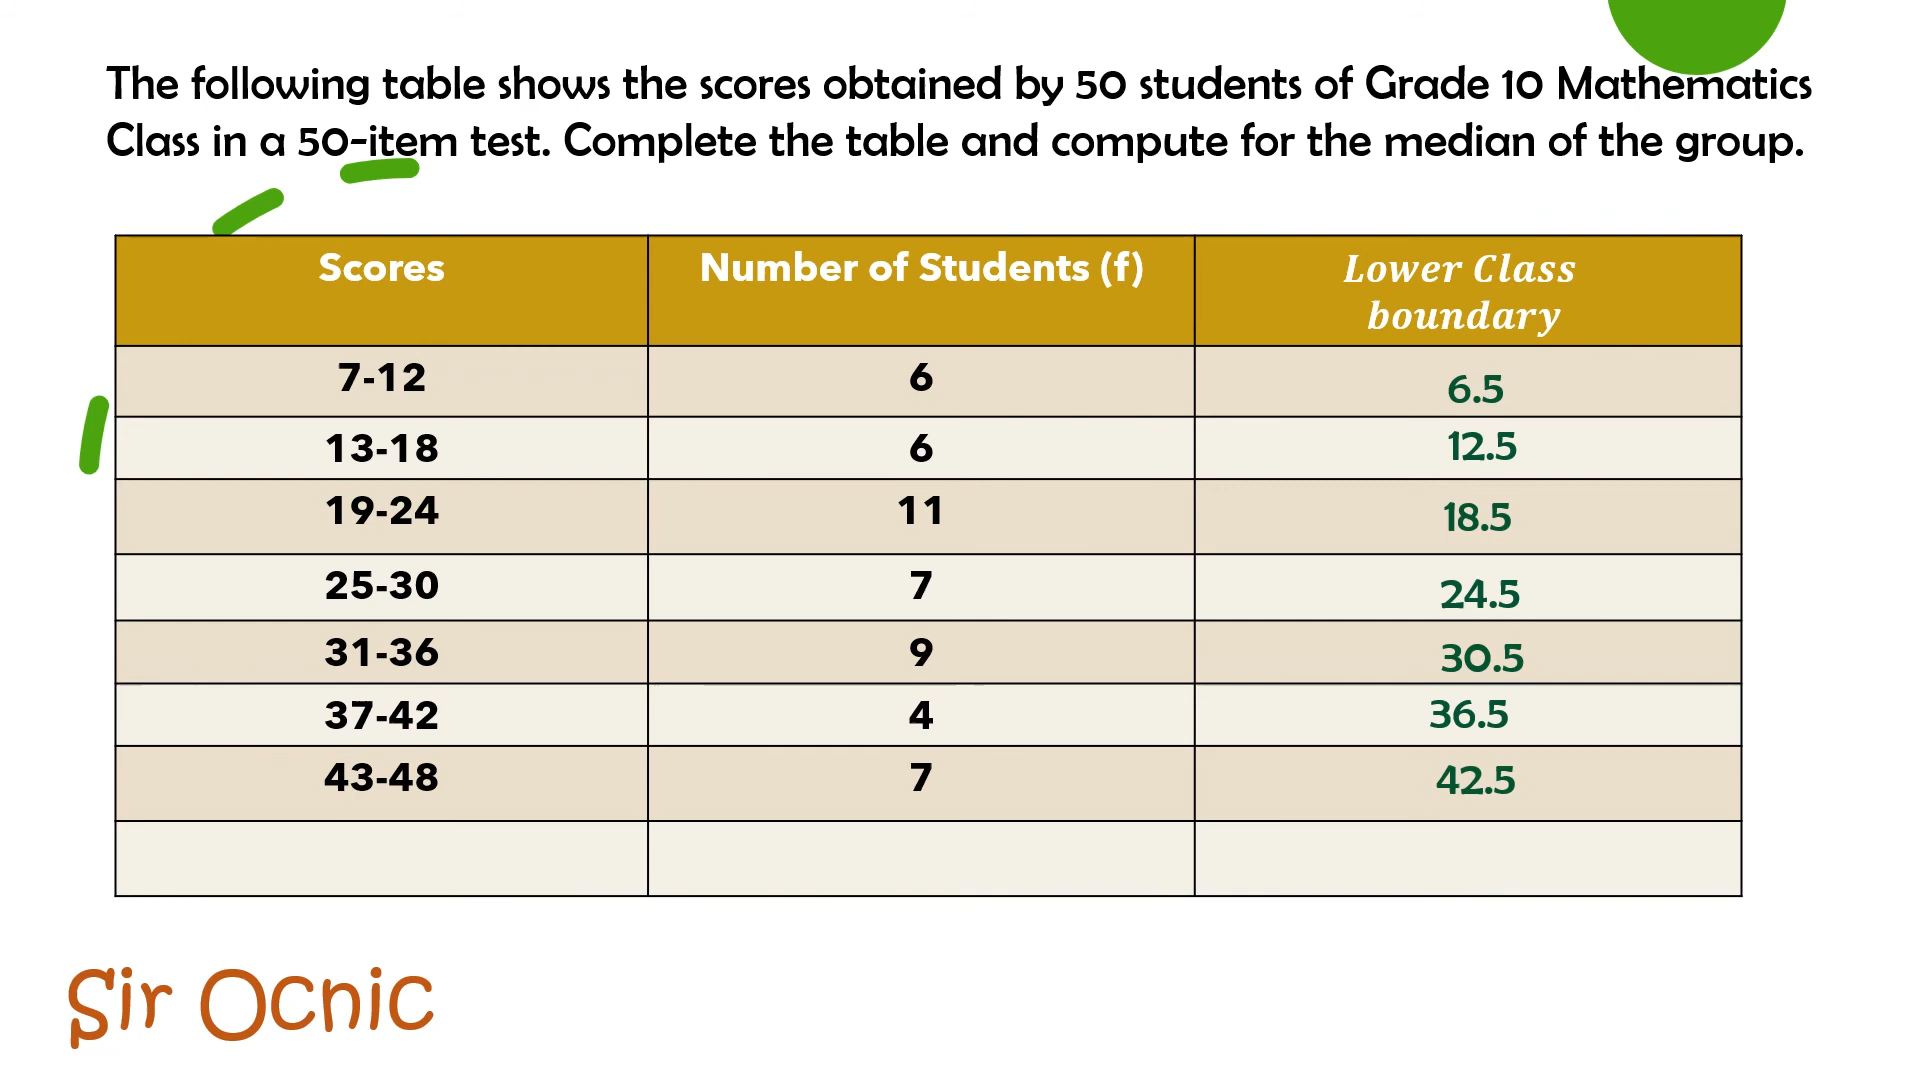 The following table shows the scores obtained by 50 students of Grade 10 Mathematics
Class in a 50-item test. Complete the table and compute for the median of the group.
Scores Number of Students (f) Lower Class
boundary
7-12 6 6.5
13-18 6 12.5
19-24 11 18.5
25-30 7 24.5
31-36 9 30.5
37-42 4 36.5
43-48 7 42.5
Sir Ocnic